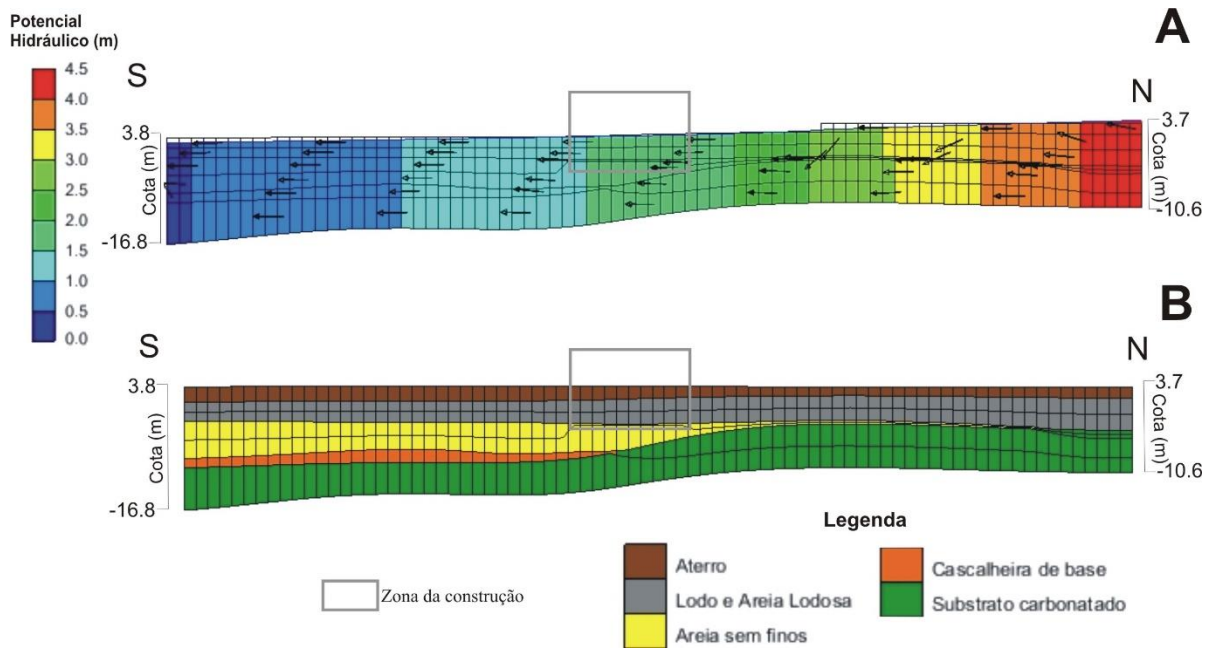 Potencial
Hidráulico (m)
4.5
4.0
3.5
3.0
2.5
2.0
1.5
1.0
0.5
0.0
A
S
N
3.8
Cota (m)
-16.8
3.7
Cota (m)
-10.6
B
S
N
3.8
Cota (m)
-16.8
3.7
Cota (m)
-10.6
Legenda
Zona da construção
Aterro
Lodo e Areia Lodosa
Areia sem finos
Cascalheira de base
Substrato carbonatado